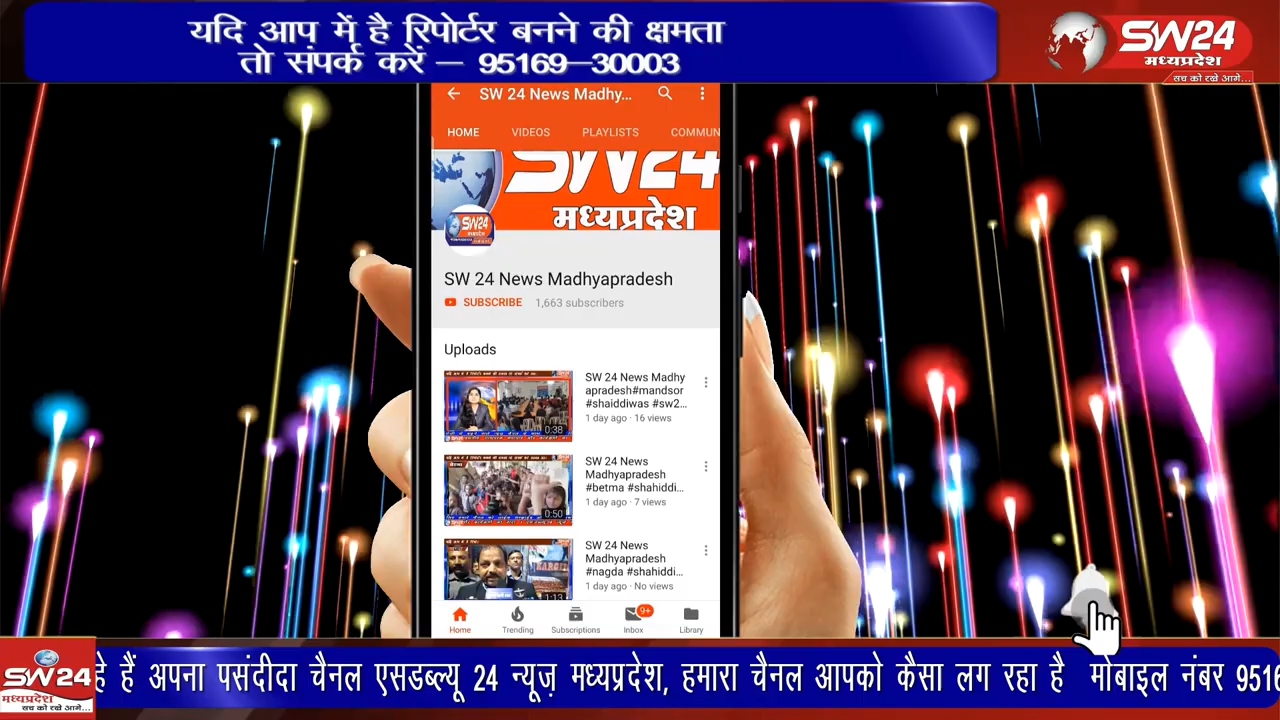 यदि आप में है रिपोर्टर बनने की क्षमता
तो संपर्क करें – 95169–30003
SW24
मध्यप्रदेश
सच को रखे आगे...
SW 24 News Madhy...
HOME VIDEOS PLAYLISTS COMMUN
SW24
मध्यप्रदेश
SW24
SW 24 News Madhyapradesh
SUBSCRIBE 1,663 subscribers
Uploads
SW 24 News Madhy
apradesh#mandsor
#shaiddiwas #sw2...
1 day ago · 16 views
0:38
SW 24 News
Madhyapradesh
#betma #shahiddi...
1 day ago · 7 views
0:50
SW 24 News
Madhyapradesh
#nagda #shahiddi...
1 day ago · No views
1:13
9+
Home Trending Subscriptions Inbox Library
SW24
मध्यप्रदेश
सच को रखे आगे...
हे हैं अपना पसंदीदा चैनल एसडब्ल्यू 24 न्यूज़ मध्यप्रदेश, हमारा चैनल आपको कैसा लग रहा है मोबाइल नंबर 9516